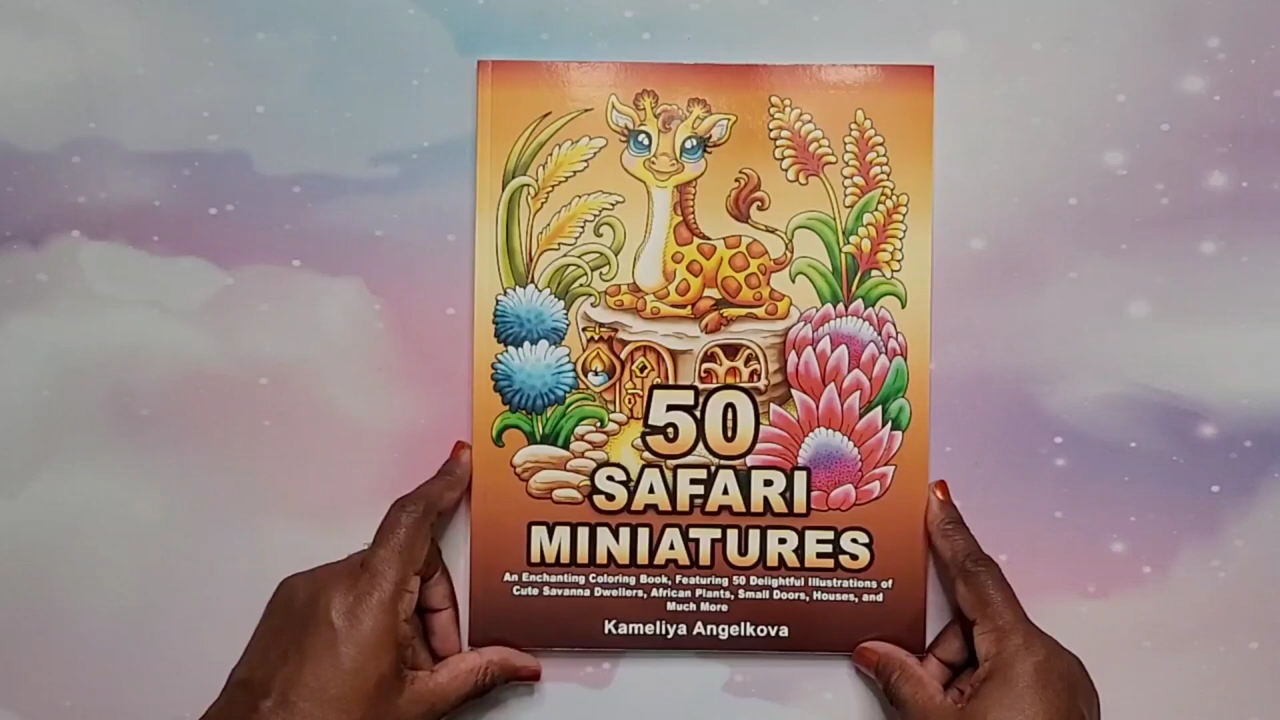 50
SAFARI
MINIATURES
An Enchanting Coloring Book, Featuring 50 Delightful Illustrations of
Cute Savanna Dwellers, African Plants, Small Doors, Houses, and
Much More
Kameliya Angelkova